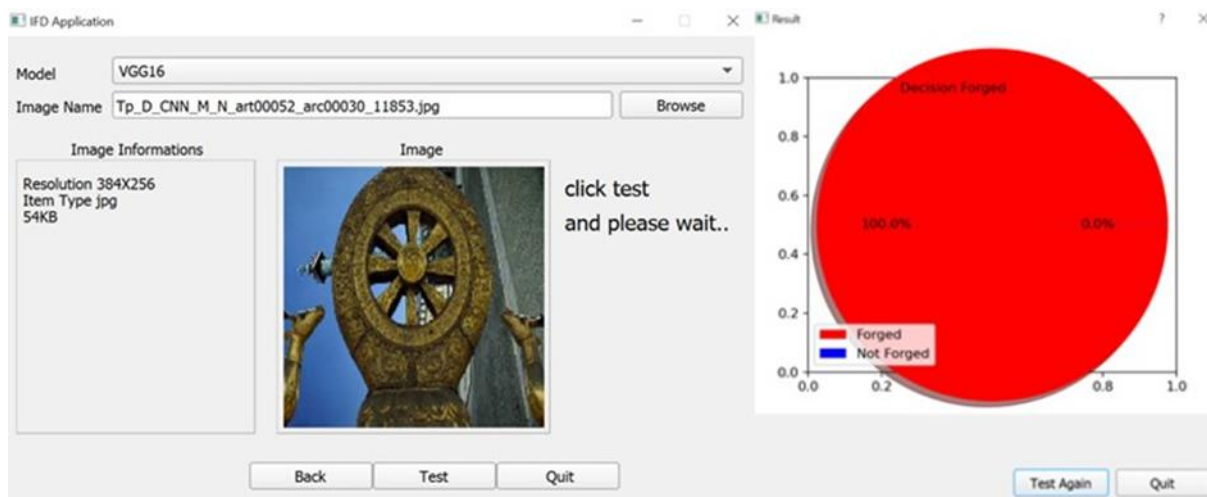 IFD Application
Model
VGG16
Image Name
Tp_D_CNN_M_N_art00052_arc00030_11853.jpg
Browse
Image Informations
Resolution 384X256
Item Type jpg
54KB
Image
click test
and please wait..
Back
Test
Quit
Result
?
Decision Forged
1.0
0.8
0.6
0.4
0.2
0.0
100.0%
0.0%
Forged
Not Forged
0.0
0.2
0.8
1.0
Test Again
Quit